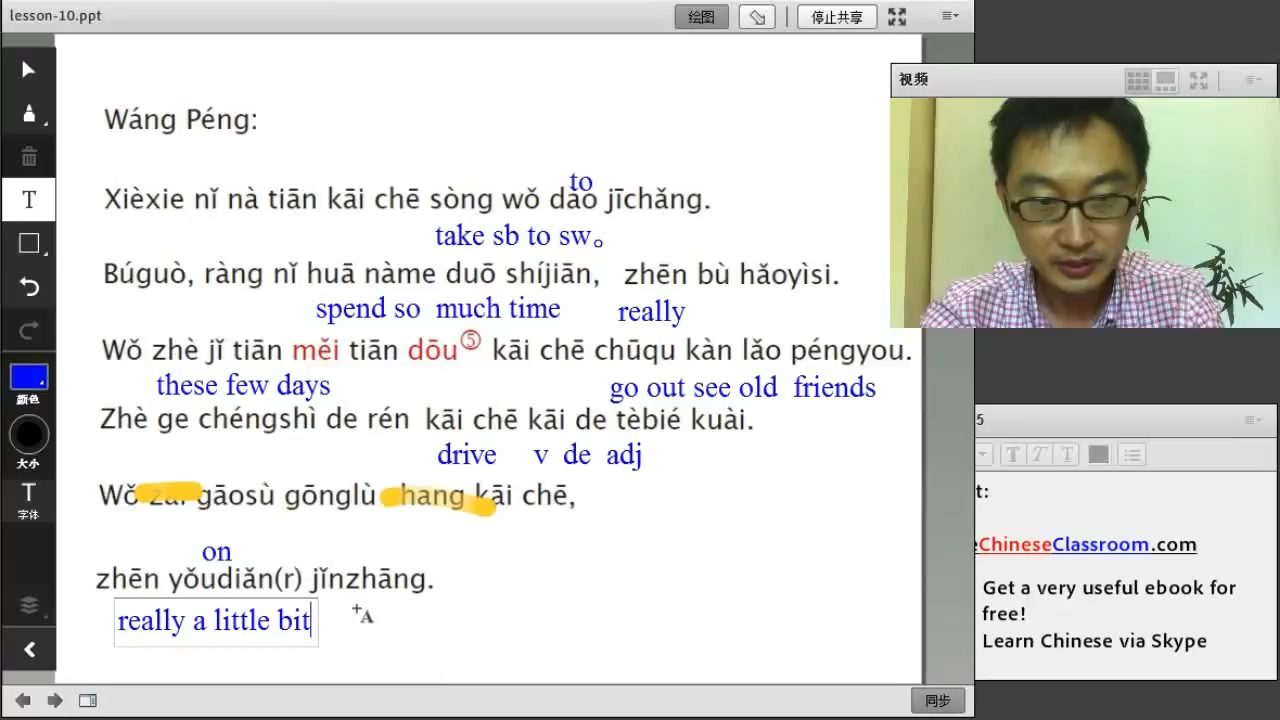 lesson-10.ppt
绘图
停止共享
视频
Wáng Péng:
to
Xièxie nǐ nà tiān kāi chē sòng wǒ dào jīchǎng.
take sb to sw。
Búguò, ràng nǐ huā nàme duō shíjiān, zhēn bù hǎoyìsi.
spend so much time really
Wǒ zhè jǐ tiān měi tiān dōu⑤ kāi chē chūqu kàn lǎo péngyou.
these few days go out see old friends
Zhè ge chéngshì de rén kāi chē kāi de tèbié kuài.
drive v de adj
Wǒ zài gāosù gōnglù shang kāi chē,
on
zhēn yǒudiǎn(r) jǐnzhāng.
really a little bit
T
颜色
大小
T
字体
A
同步
5
T T T
t:
eChineseClassroom.com
Get a very useful ebook for
free!
Learn Chinese via Skype